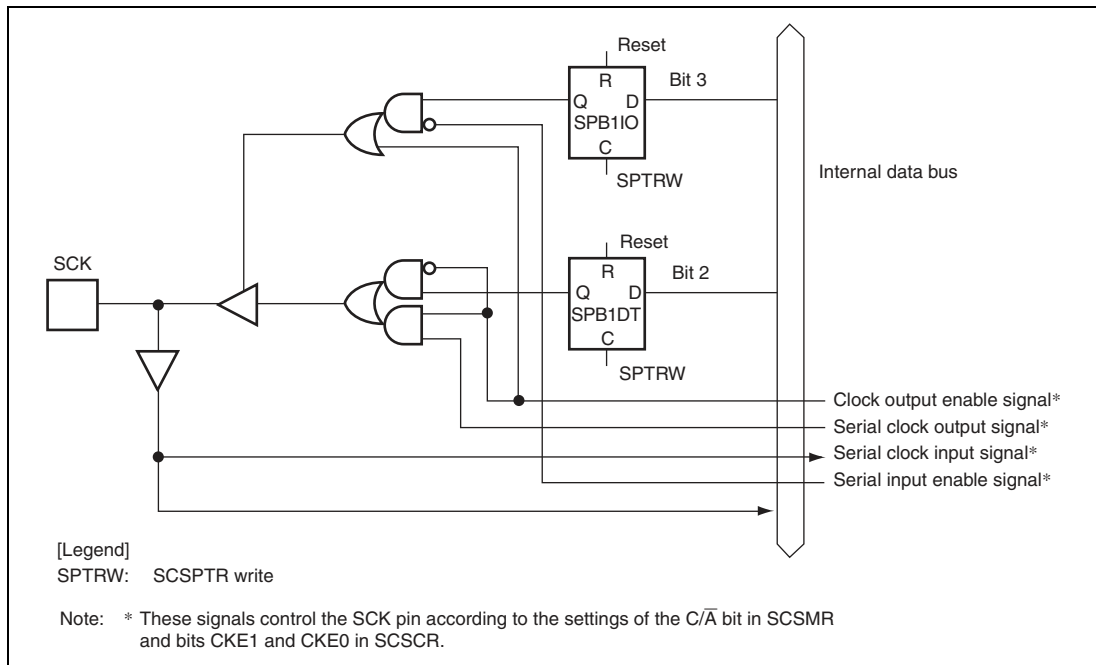 Reset
R
Bit 3
Q D
SPB1IO
C
SPTRW
Internal data bus
Reset
SCK
R
Bit 2
Q D
SPB1DT
C
SPTRW
Clock output enable signal*
Serial clock output signal*
Serial clock input signal*
Serial input enable signal*
[Legend]
SPTRW: SCSPTR write
Note: * These signals control the SCK pin according to the settings of the C/A̅ bit in SCSMR
and bits CKE1 and CKE0 in SCSCR.